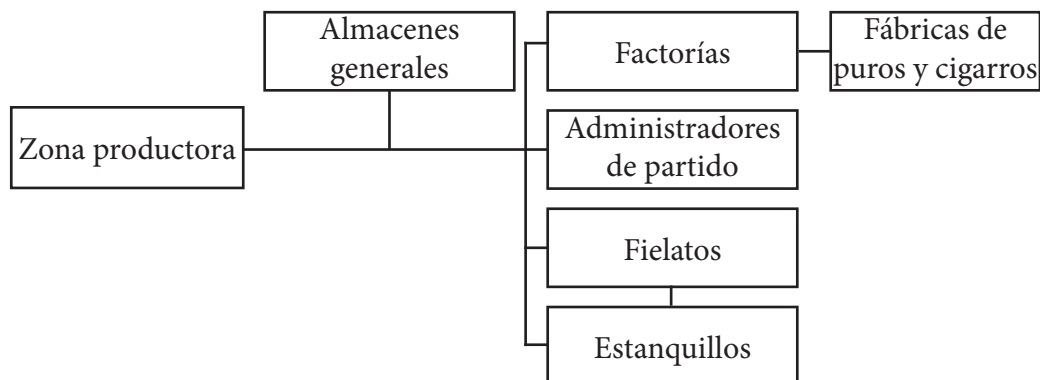 Almacenes
generales
Factorías
Fábricas de
puros y cigarros
Zona productora
Administradores
de partido
Fielatos
Estanquillos